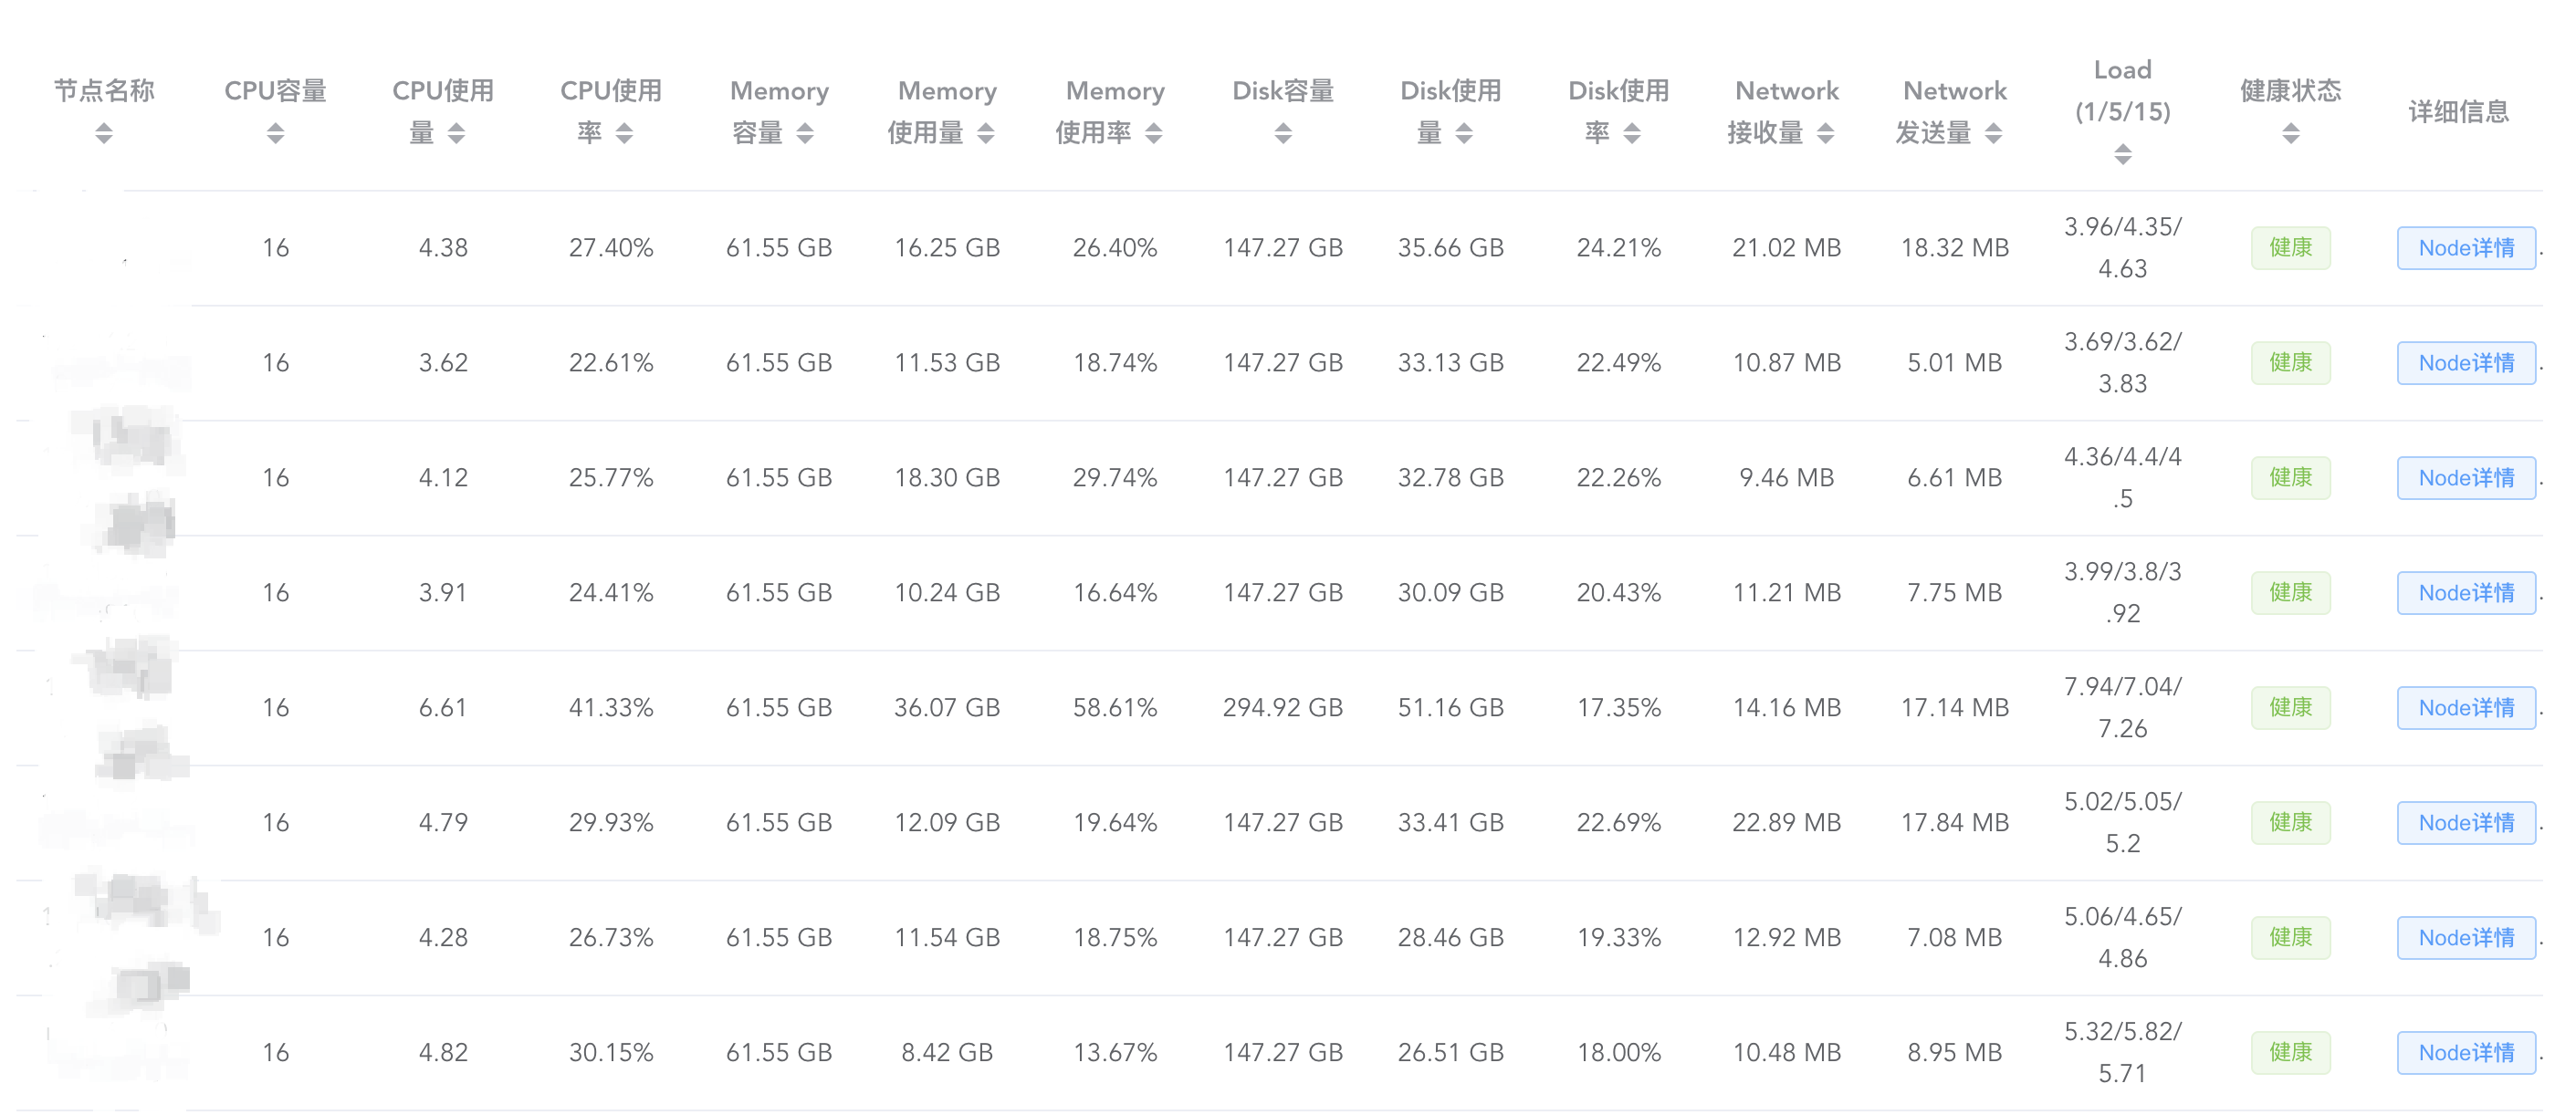 节点名称 CPU容量 CPU使用量 CPU使用率 Memory容量 Memory使用量 Memory使用率 Disk容量 Disk使用量 Disk使用率 Network接收量 Network发送量 Load(1/5/15) 健康状态 详细信息
16 4.38 27.40% 61.55 GB 16.25 GB 26.40% 147.27 GB 35.66 GB 24.21% 21.02 MB 18.32 MB 3.96/4.35/4.63 健康 Node详情
16 3.62 22.61% 61.55 GB 11.53 GB 18.74% 147.27 GB 33.13 GB 22.49% 10.87 MB 5.01 MB 3.69/3.62/3.83 健康 Node详情
16 4.12 25.77% 61.55 GB 18.30 GB 29.74% 147.27 GB 32.78 GB 22.26% 9.46 MB 6.61 MB 4.36/4.4/4.5 健康 Node详情
16 3.91 24.41% 61.55 GB 10.24 GB 16.64% 147.27 GB 30.09 GB 20.43% 11.21 MB 7.75 MB 3.99/3.8/3.92 健康 Node详情
16 6.61 41.33% 61.55 GB 36.07 GB 58.61% 294.92 GB 51.16 GB 17.35% 14.16 MB 17.14 MB 7.94/7.04/7.26 健康 Node详情
16 4.79 29.93% 61.55 GB 12.09 GB 19.64% 147.27 GB 33.41 GB 22.69% 22.89 MB 17.84 MB 5.02/5.05/5.2 健康 Node详情
16 4.28 26.73% 61.55 GB 11.54 GB 18.75% 147.27 GB 28.46 GB 19.33% 12.92 MB 7.08 MB 5.06/4.65/4.86 健康 Node详情
16 4.82 30.15% 61.55 GB 8.42 GB 13.67% 147.27 GB 26.51 GB 18.00% 10.48 MB 8.95 MB 5.32/5.82/5.71 健康 Node详情